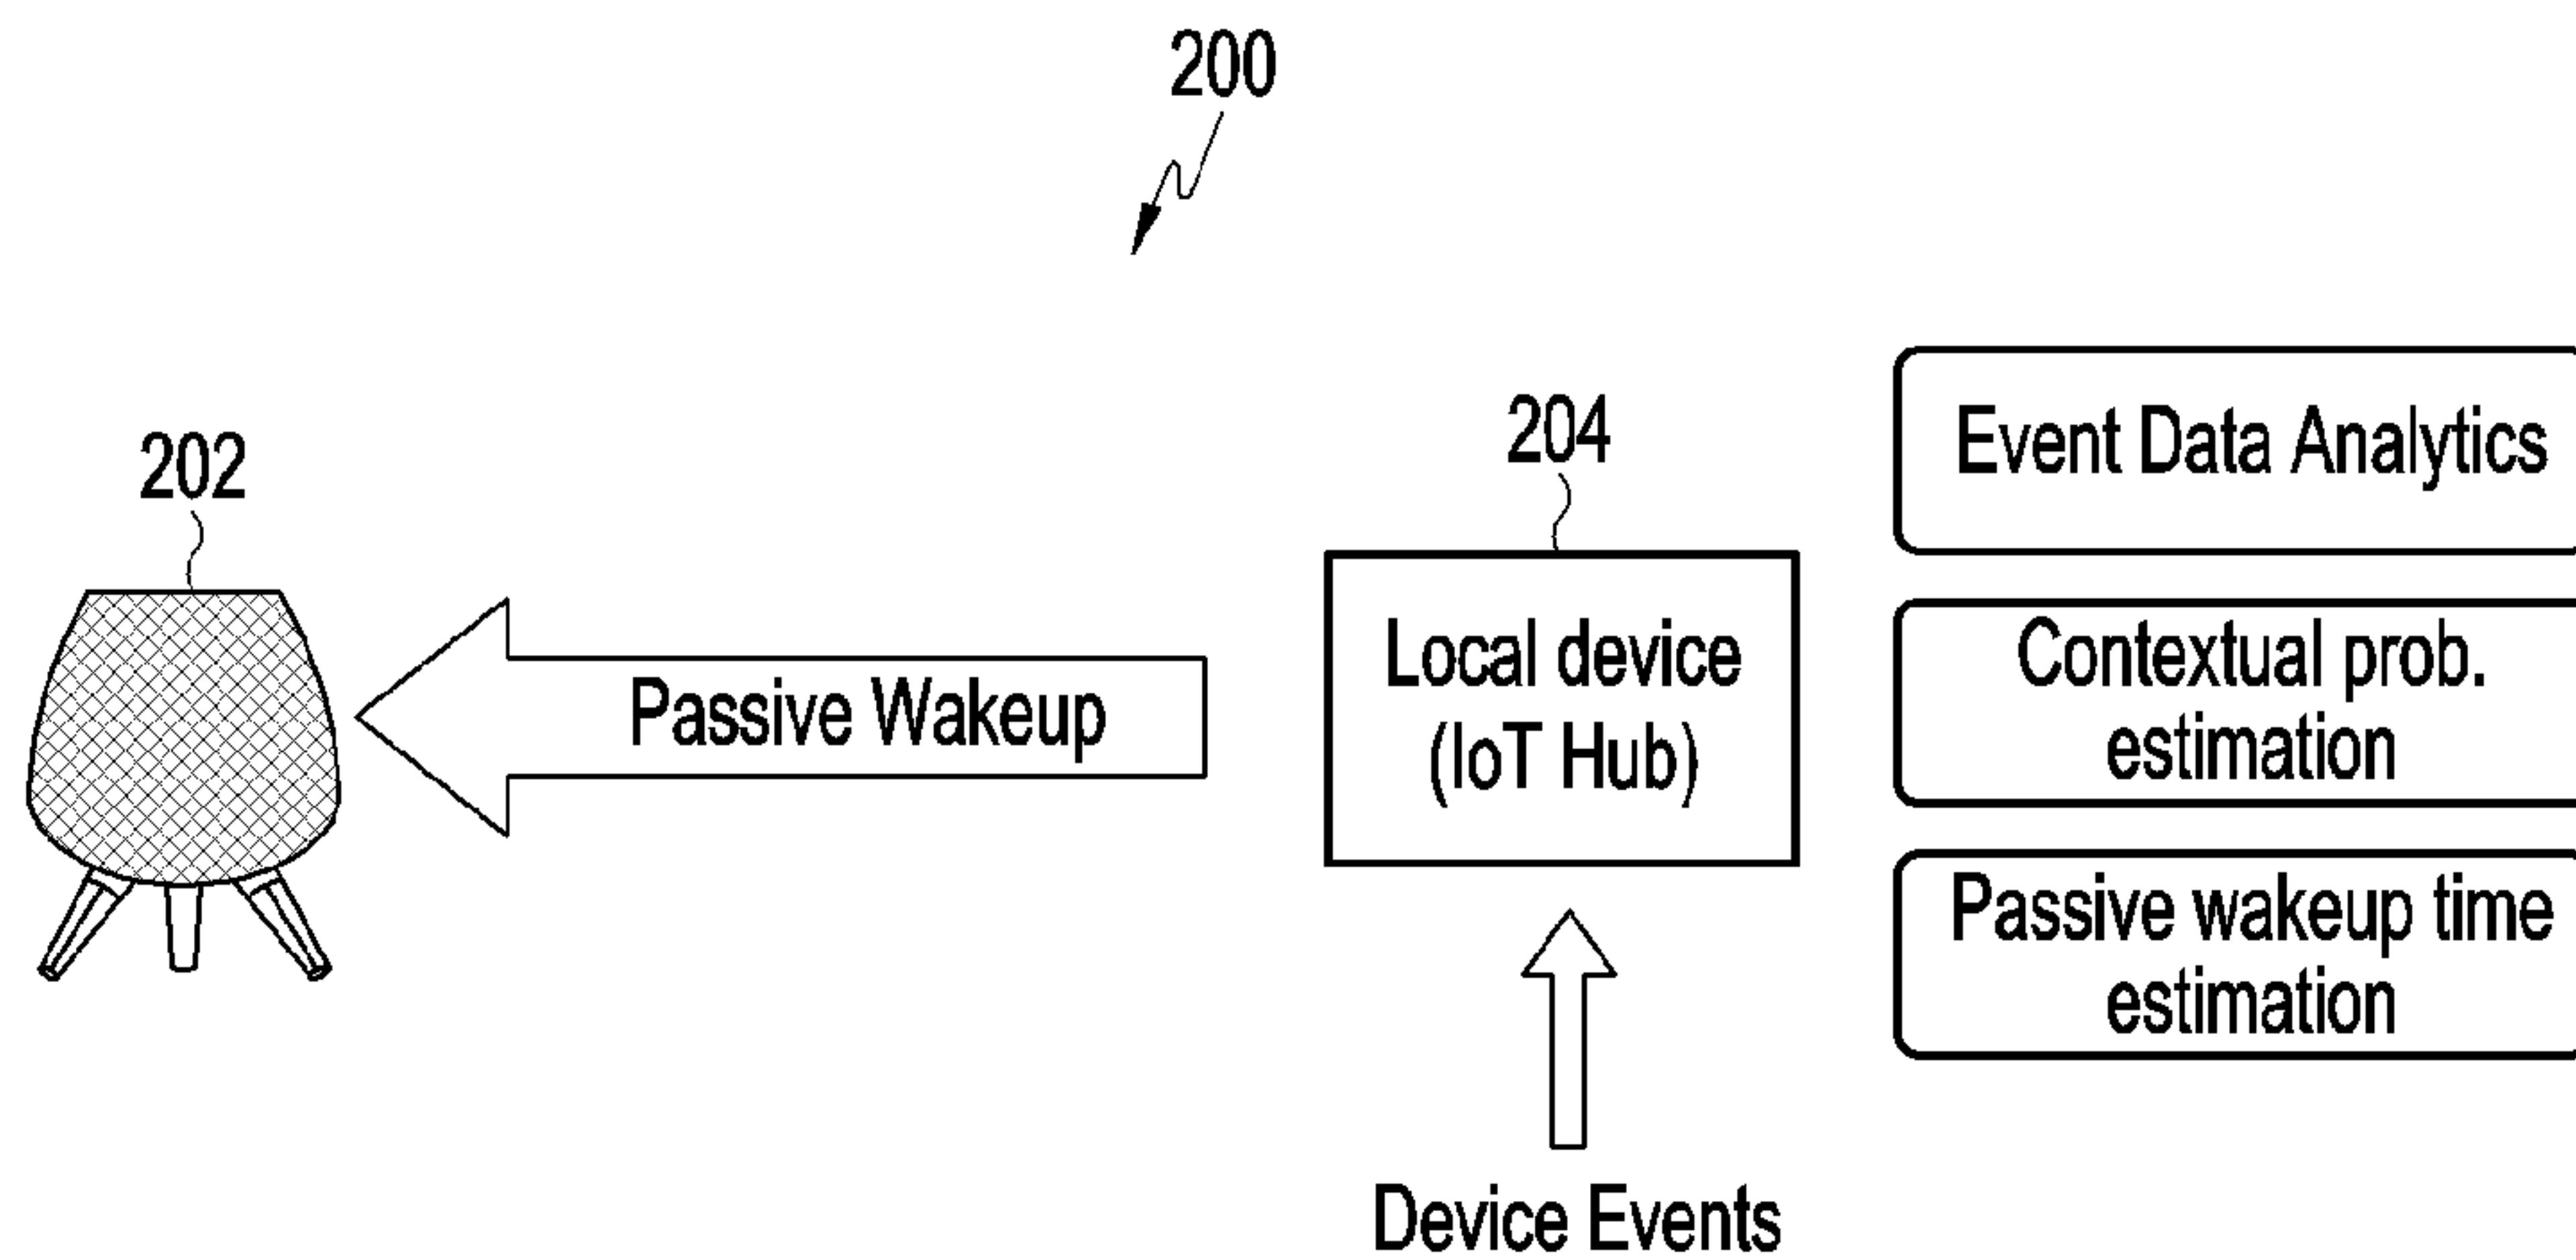 200
202
Passive Wakeup
204
Local device
(IoT Hub)
Device Events
Event Data Analytics
Contextual prob.
estimation
Passive wakeup time
estimation